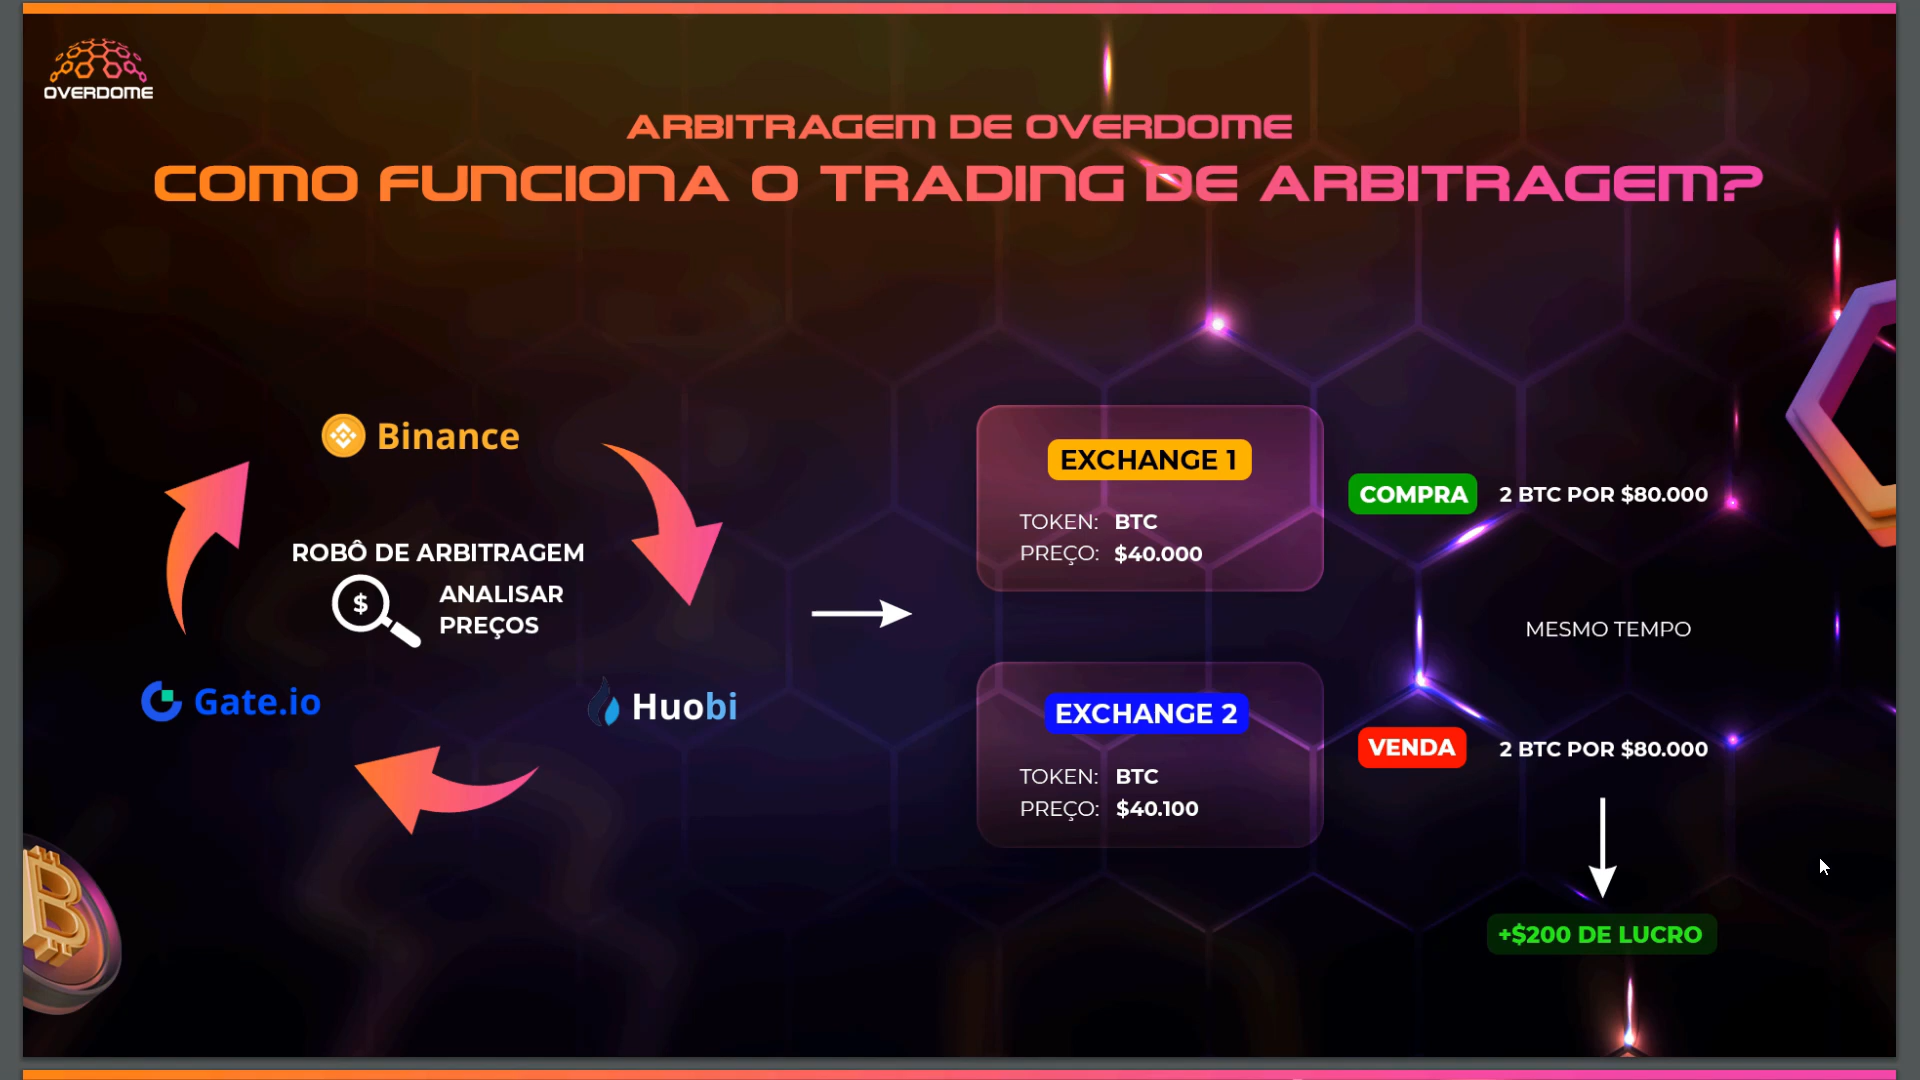 OVERDOME
ARBITRAGEM DE OVERDOME
COMO FUNCIONA O TRADING DE ARBITRAGEM?
Binance
ROBÔ DE ARBITRAGEM
$
ANALISAR
PREÇOS
Gate.io
Huobi
EXCHANGE 1
TOKEN: BTC
PREÇO: $40.000
COMPRA
2 BTC POR $80.000
MESMO TEMPO
EXCHANGE 2
TOKEN: BTC
PREÇO: $40.100
VENDA
2 BTC POR $80.000
+$200 DE LUCRO